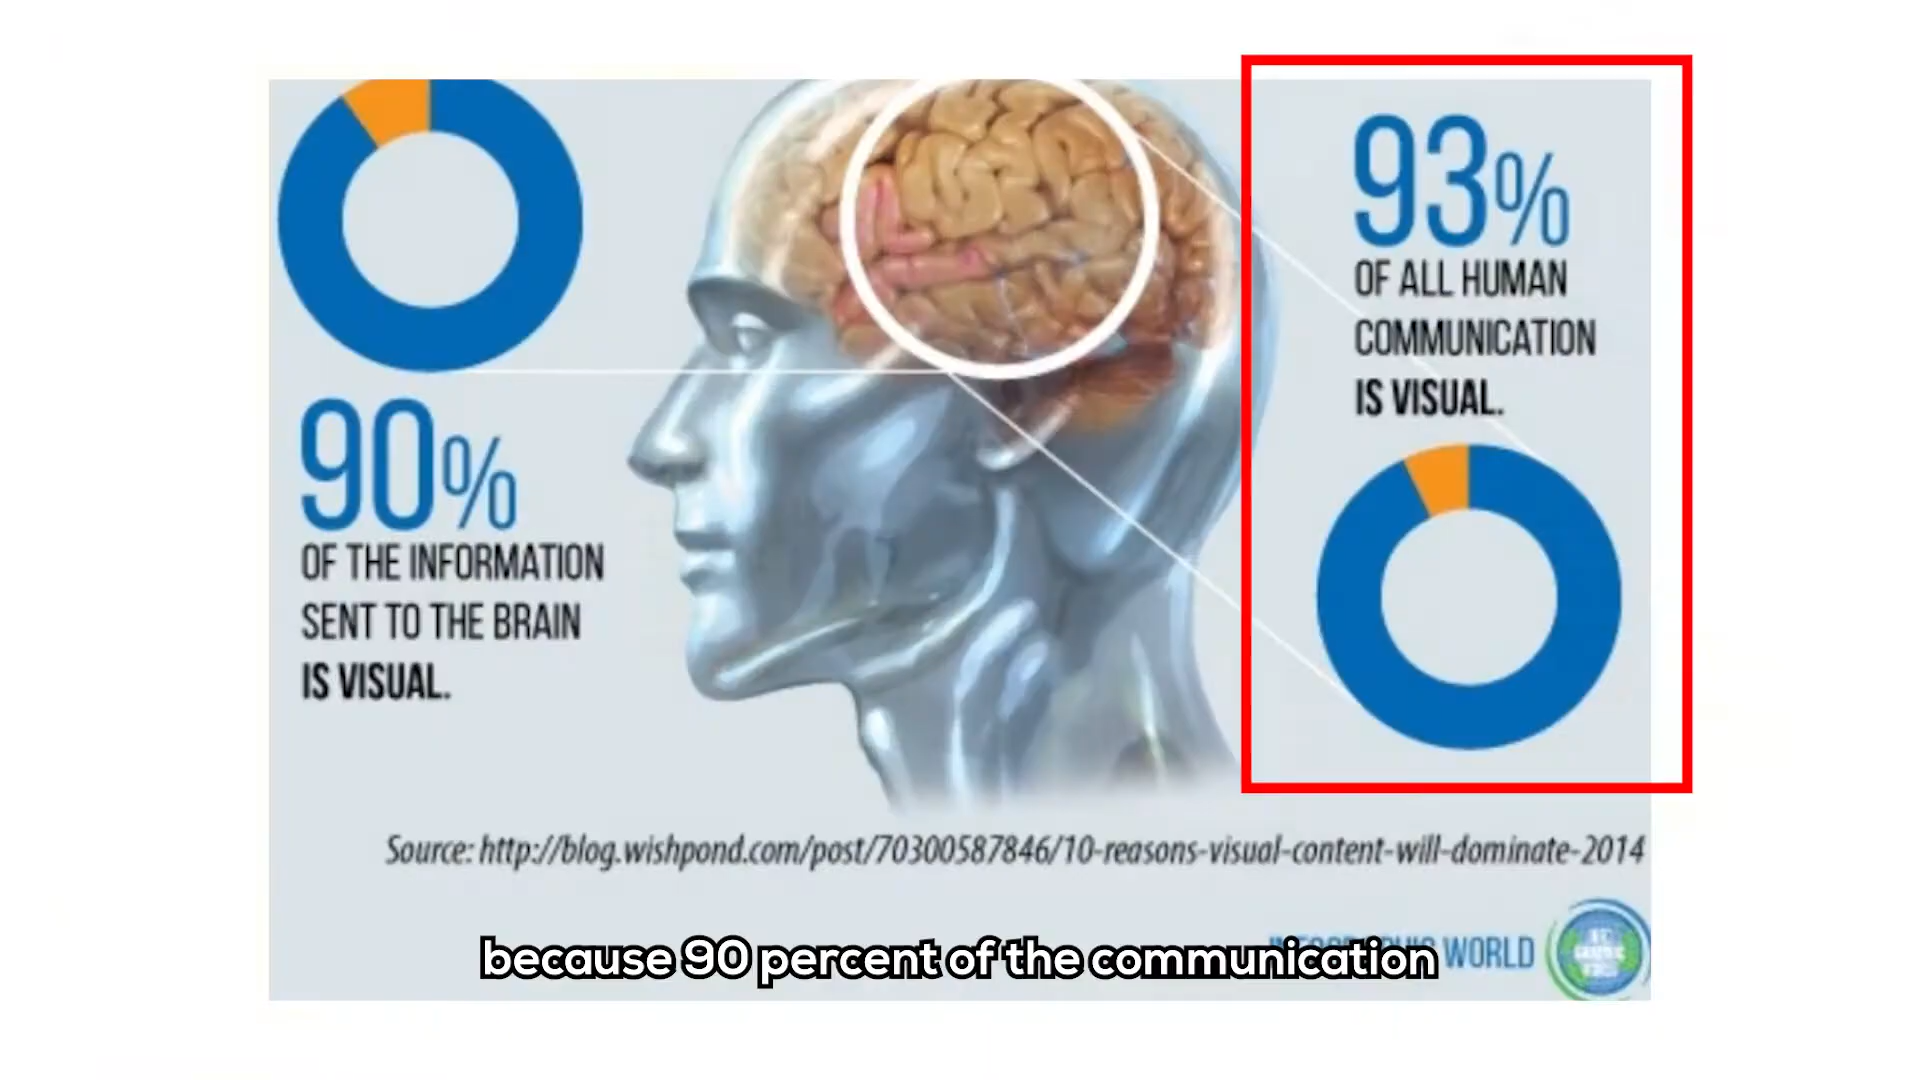 90%
OF THE INFORMATION
SENT TO THE BRAIN
IS VISUAL.
93%
OF ALL HUMAN
COMMUNICATION
IS VISUAL.
Source: http://blog.wishpond.com/post/70300587846/10-reasons-visual-content-will-dominate-2014
WORLD
because 90 percent of the communication